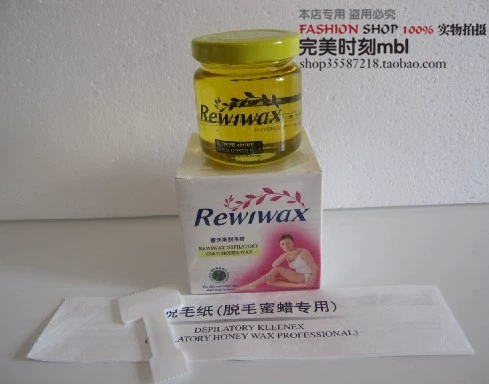 本店专用 盗用必究
FASHION SHOP 100% 实物拍摄
完美时刻mbl
shop35587218.taobao.com
Rewiwax
Rewiwax
REWIWAX DEPILATORY
COLD HONEY WAX
脱毛纸(脱毛蜜蜡专用)
DEPILATORY KLLENEX
ATORY HONEY WAX PROFESSIONAL)